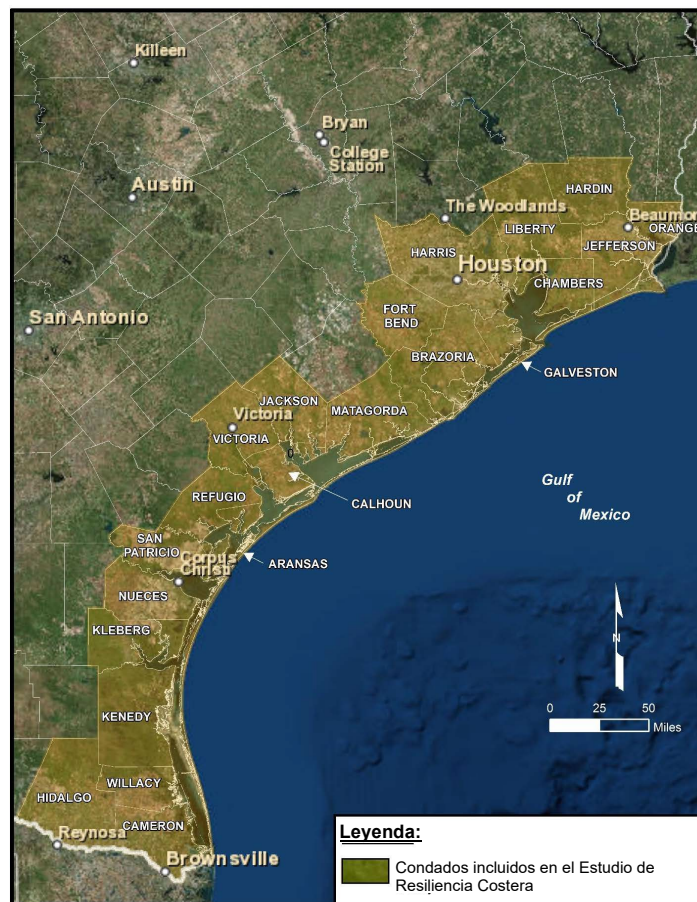 Killeen
Bryan
College
Station
Austin
HARDIN
The Woodlands
Beaumon
LIBERTY
ORANGE
HARRIS
JEFFERSON
Houston
CHAMBERS
San Antonio
FORT
BEND
BRAZORIA
GALVESTON
JACKSON
MATAGORDA
Victoria
VICTORIA
Gulf
of
Mexico
REFUGIO
CALHOUN
SAN
PATRICIO
Corpus
Christi
ARANSAS
NUECES
KLEBERG
N
KENEDY
0 25 50
Miles
WILLACY
HIDALGO
CAMERON
Reynosa
Brownsville
Leyenda:
Condados incluidos en el Estudio de
Resiliencia Costera